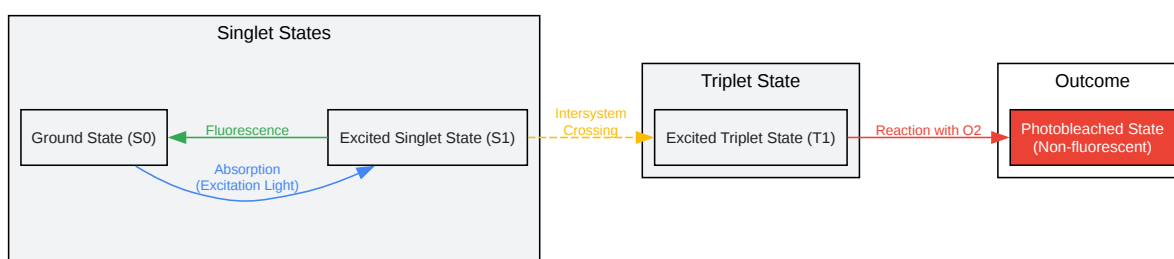 Singlet States
Ground State (S0)
Fluorescence
Excited Singlet State (S1)
Absorption
(Excitation Light)
Intersystem
Crossing
Triplet State
Excited Triplet State (T1)
Reaction with O2
Outcome
Photobleached State
(Non-fluorescent)